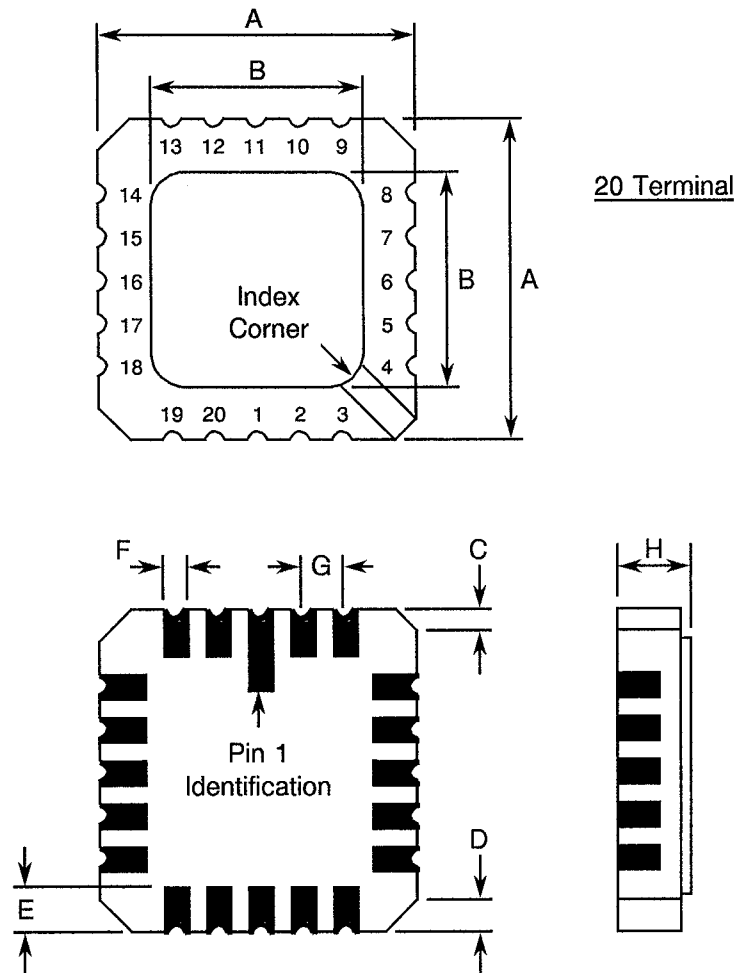 A
B
13 12 11 10 9
20 Terminal
14 8
15 7
B A
16 6
Index
Corner
17 5
18 4
19 20 1 2 3
F G C H
Pin 1
Identification
D
E